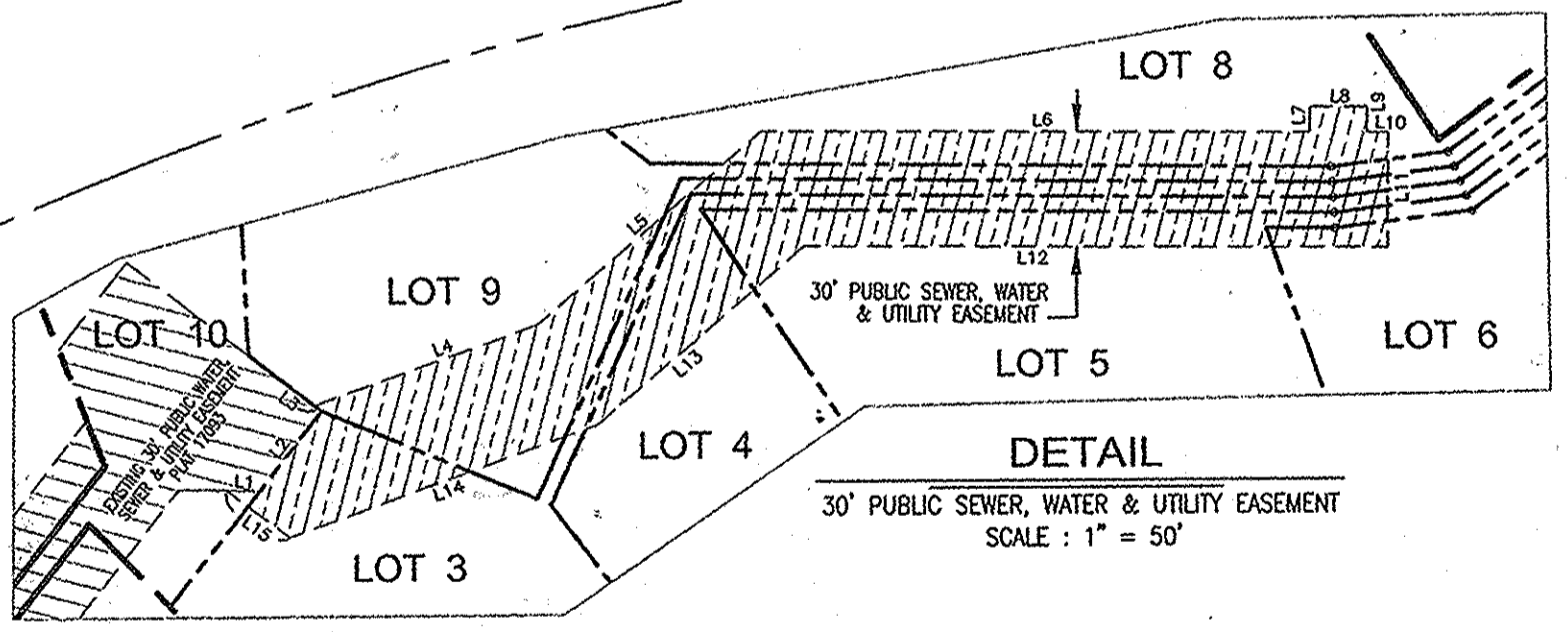 LOT 8
L8
L7
L9
L6
L10
L11
L5
L12
LOT 9
30' PUBLIC SEWER, WATER
& UTILITY EASEMENT
LOT 10
LOT 6
L4
L13
LOT 5
EXISTING 30' PUBLIC WATER,
SEWER & UTILITY EASEMENT
PLAT 17093
L3
L2
LOT 4
L1
L14
L15
LOT 3
DETAIL
30' PUBLIC SEWER, WATER & UTILITY EASEMENT
SCALE : 1" = 50'